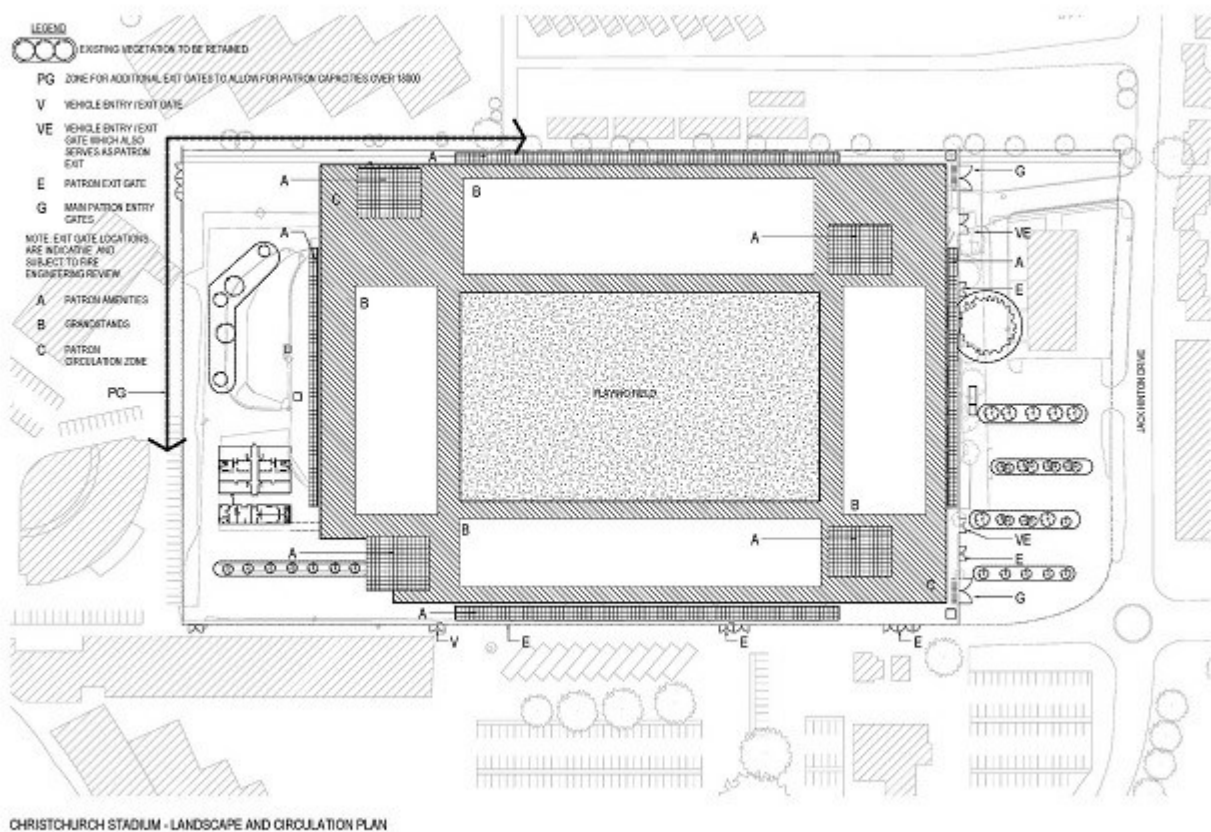 LEGEND
EXISTING VEGETATION TO BE RETAINED
PG ZONE FOR ADDITIONAL EXIT GATES TO ALLOW FOR PATRON CAPACITIES OVER 18000
V VEHICLE ENTRY / EXIT GATE
VE VEHICLE ENTRY / EXIT
GATE WHICH ALSO
SERVES AS PATRON
EXIT
E PATRON EXIT GATE
G MAIN PATRON ENTRY
GATES
NOTE: EXIT GATE LOCATIONS
ARE INDICATIVE AND
SUBJECT TO FIRE
ENGINEERING REVIEW
A PATRON AMENITIES
B GRANDSTANDS
C PATRON
CIRCULATION ZONE
PG
A
A
A
C
B
B
A
G
VE
A
E
PLAYING FIELD
JACK HINTON DRIVE
B
B
A
A
VE
E
C
G
A
V
E
E
E
CHRISTCHURCH STADIUM - LANDSCAPE AND CIRCULATION PLAN